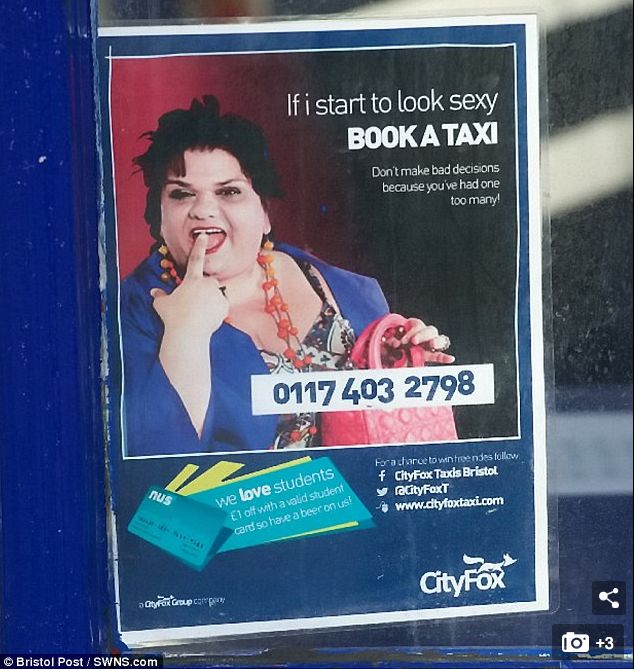 If i start to look sexy
BOOK A TAXI
Don't make bad decisions
because you've had one
too many!
0117 403 2798
For a chance to win free rides follow
CityFox Taxis Bristol
@CityFoxT
www.cityfoxtaxi.com
nus
we love students
£1 off with a valid student
card so have a beer on us!
CityFox
a CityFox Group company
+3
© Bristol Post / SWNS.com